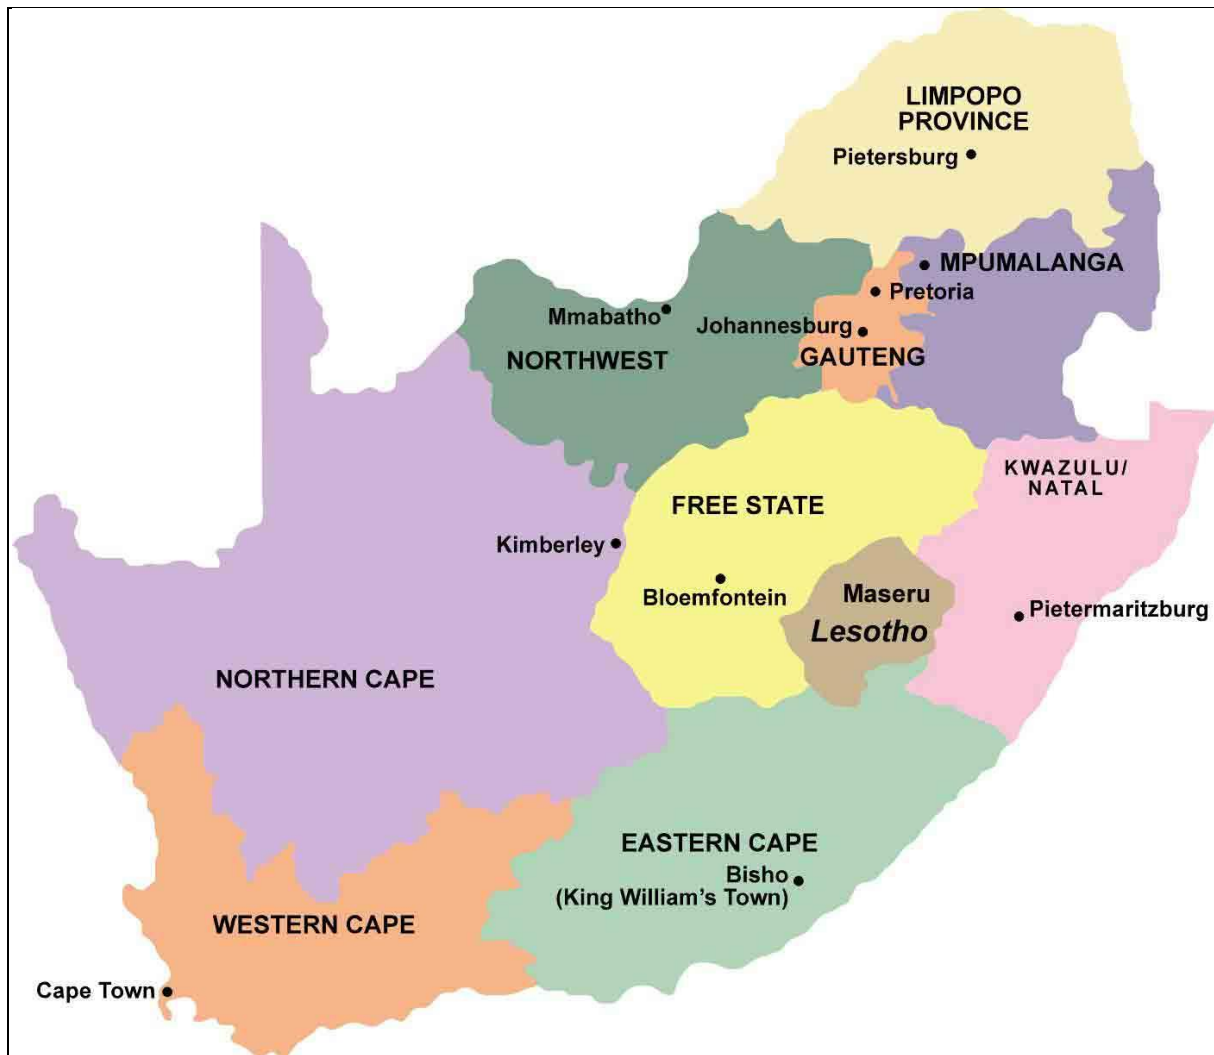 LIMPOPO
PROVINCE
Pietersburg
MPUMALANGA
Pretoria
Mmabatho
Johannesburg
NORTHWEST
GAUTENG
KWAZULU/
NATAL
FREE STATE
Kimberley
Bloemfontein
Maseru
Lesotho
Pietermaritzburg
NORTHERN CAPE
EASTERN CAPE
Bisho
(King William's Town)
WESTERN CAPE
Cape Town